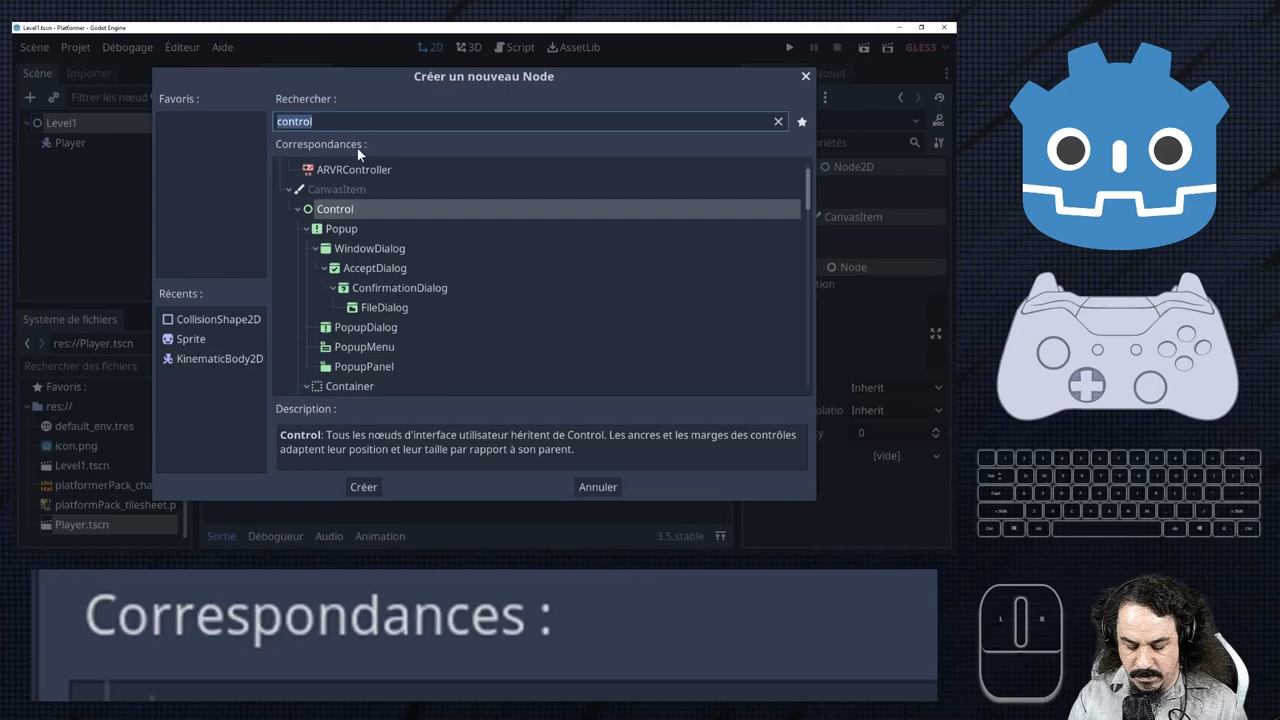 Level1.tscn - Platformer - Godot Engine
Scène Projet Débogage Éditeur Aide
2D 3D Script AssetLib
GLES3
Scène Importer
Filtrer les nœud
Level1
Player
Créer un nouveau Node
Favoris :
Rechercher :
control
Correspondances :
ARVRController
CanvasItem
Control
Popup
WindowDialog
AcceptDialog
ConfirmationDialog
FileDialog
PopupDialog
PopupMenu
PopupPanel
Container
Récents :
CollisionShape2D
Sprite
KinematicBody2D
Description :
Control: Tous les nœuds d'interface utilisateur héritent de Control. Les ancres et les marges des contrôles
adaptent leur position et leur taille par rapport à son parent.
Créer Annuler
Système de fichiers
res://Player.tscn
Rechercher des fichiers
Favoris :
res://
default_env.tres
icon.png
Level1.tscn
platformerPack_cha
platformPack_tilesheet.p
Player.tscn
Sortie Débogueur Audio Animation 3.5.stable
Nœud
Node2D
CanvasItem
Node
Inherit
Inherit
0
[vide]
Correspondances :
L R